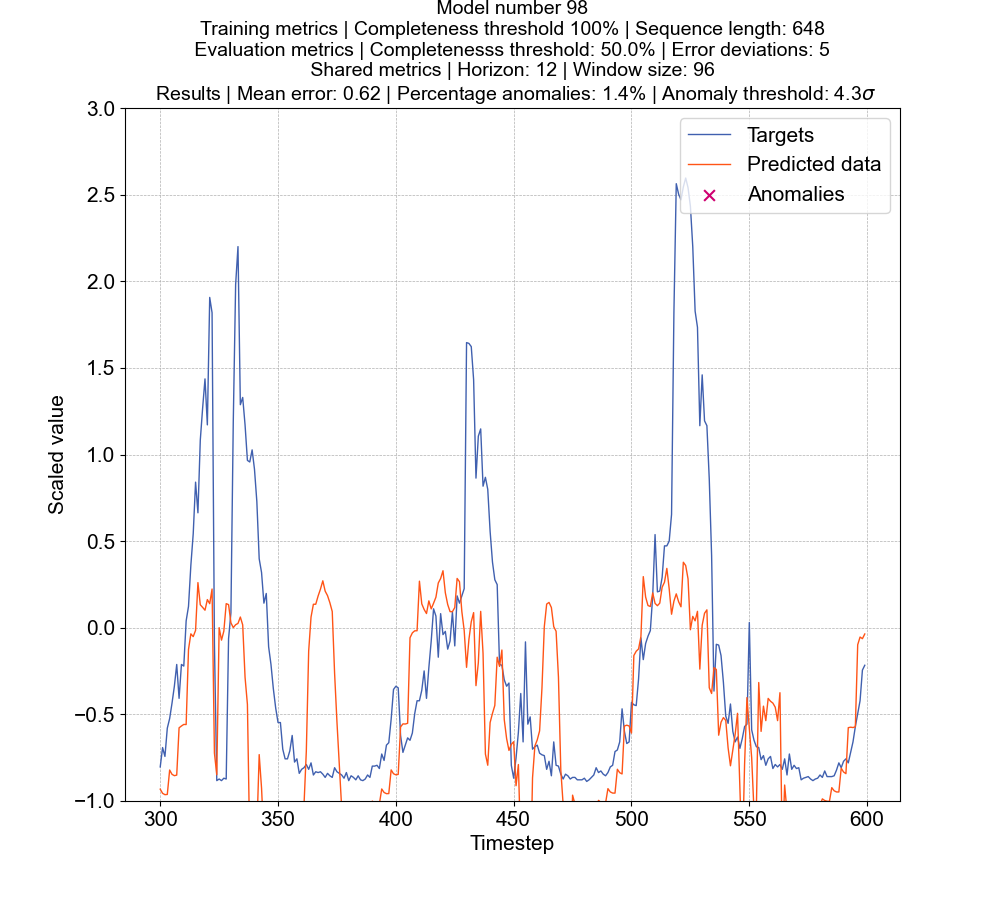 Model number 98
Training metrics | Completeness threshold 100% | Sequence length: 648
Evaluation metrics | Completenesss threshold: 50.0% | Error deviations: 5
Shared metrics | Horizon: 12 | Window size: 96
Results | Mean error: 0.62 | Percentage anomalies: 1.4% | Anomaly threshold: 4.3σ
Targets
Predicted data
Anomalies
Scaled value
3.0
2.5
2.0
1.5
1.0
0.5
0.0
−0.5
−1.0
300 350 400 450 500 550 600
Timestep